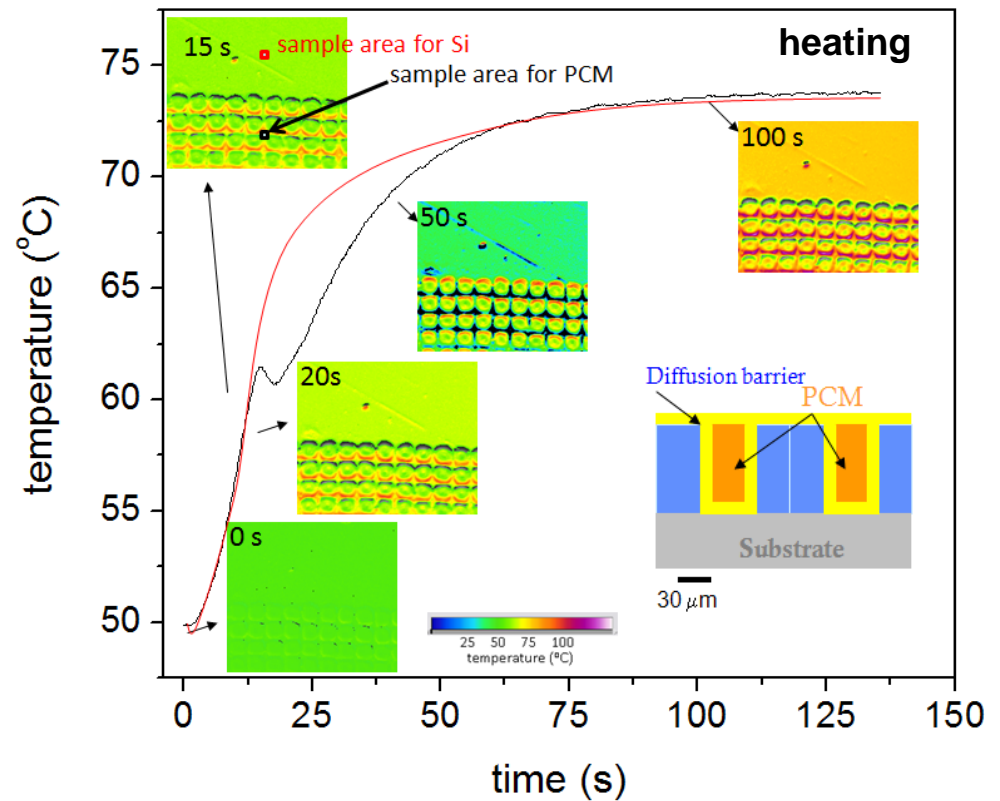 heating
15 s
sample area for Si
sample area for PCM
100 s
50 s
20s
0 s
Diffusion barrier
PCM
Substrate
30 μm
25 50 75 100
temperature (ºC)
75
70
65
60
55
50
temperature (°C)
0 25 50 75 100 125 150
time (s)